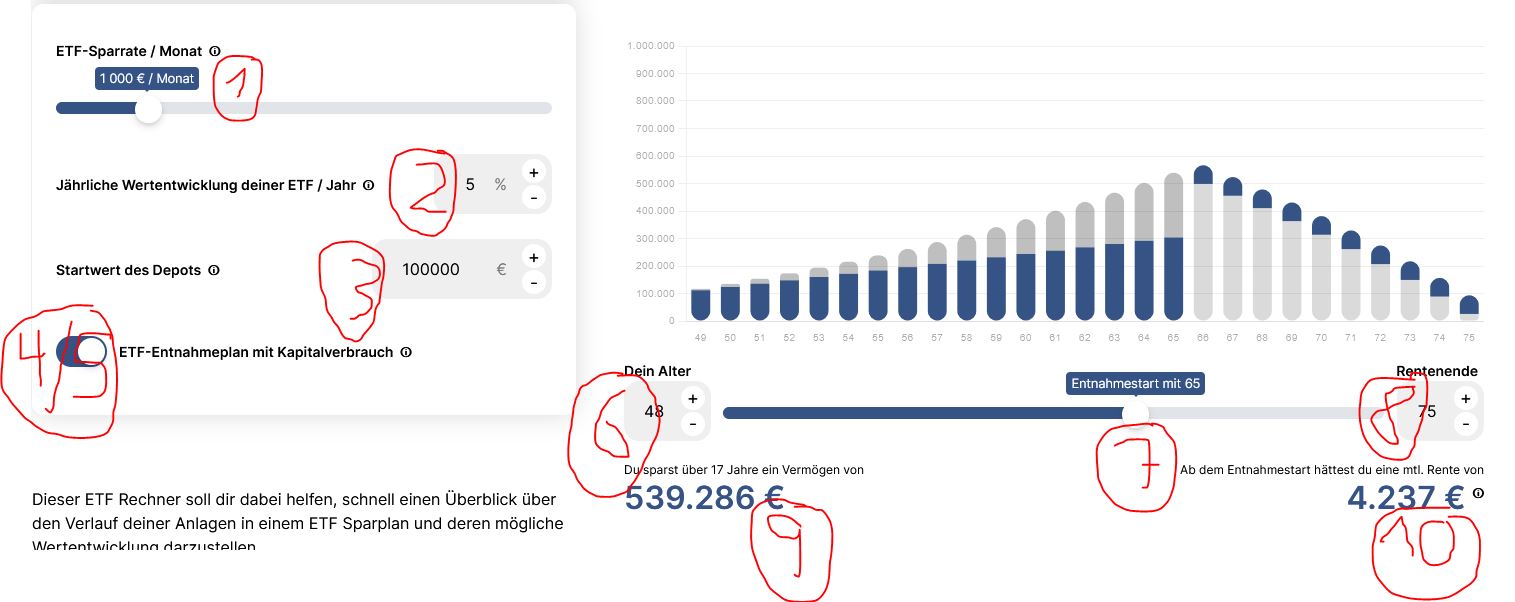 ETF-Sparrate / Monat
1 000 € / Monat
1
Jährliche Wertentwicklung deiner ETF / Jahr
2
5 %
+
-
Startwert des Depots
3
100000 €
+
-
4/5
ETF-Entnahmeplan mit Kapitalverbrauch
Dieser ETF Rechner soll dir dabei helfen, schnell einen Überblick über
den Verlauf deiner Anlagen in einem ETF Sparplan und deren mögliche
Wertentwicklung darzustellen
1.000.000
900.000
800.000
700.000
600.000
500.000
400.000
300.000
200.000
100.000
0
49 50 51 52 53 54 55 56 57 58 59 60 61 62 63 64 65 66 67 68 69 70 71 72 73 74 75
Dein Alter
6
48
+
-
Entnahmestart mit 65
7
Rentenende
8
75
+
-
Du sparst über 17 Jahre ein Vermögen von
539.286 €
9
Ab dem Entnahmestart hättest du eine mtl. Rente von
4.237 €
10